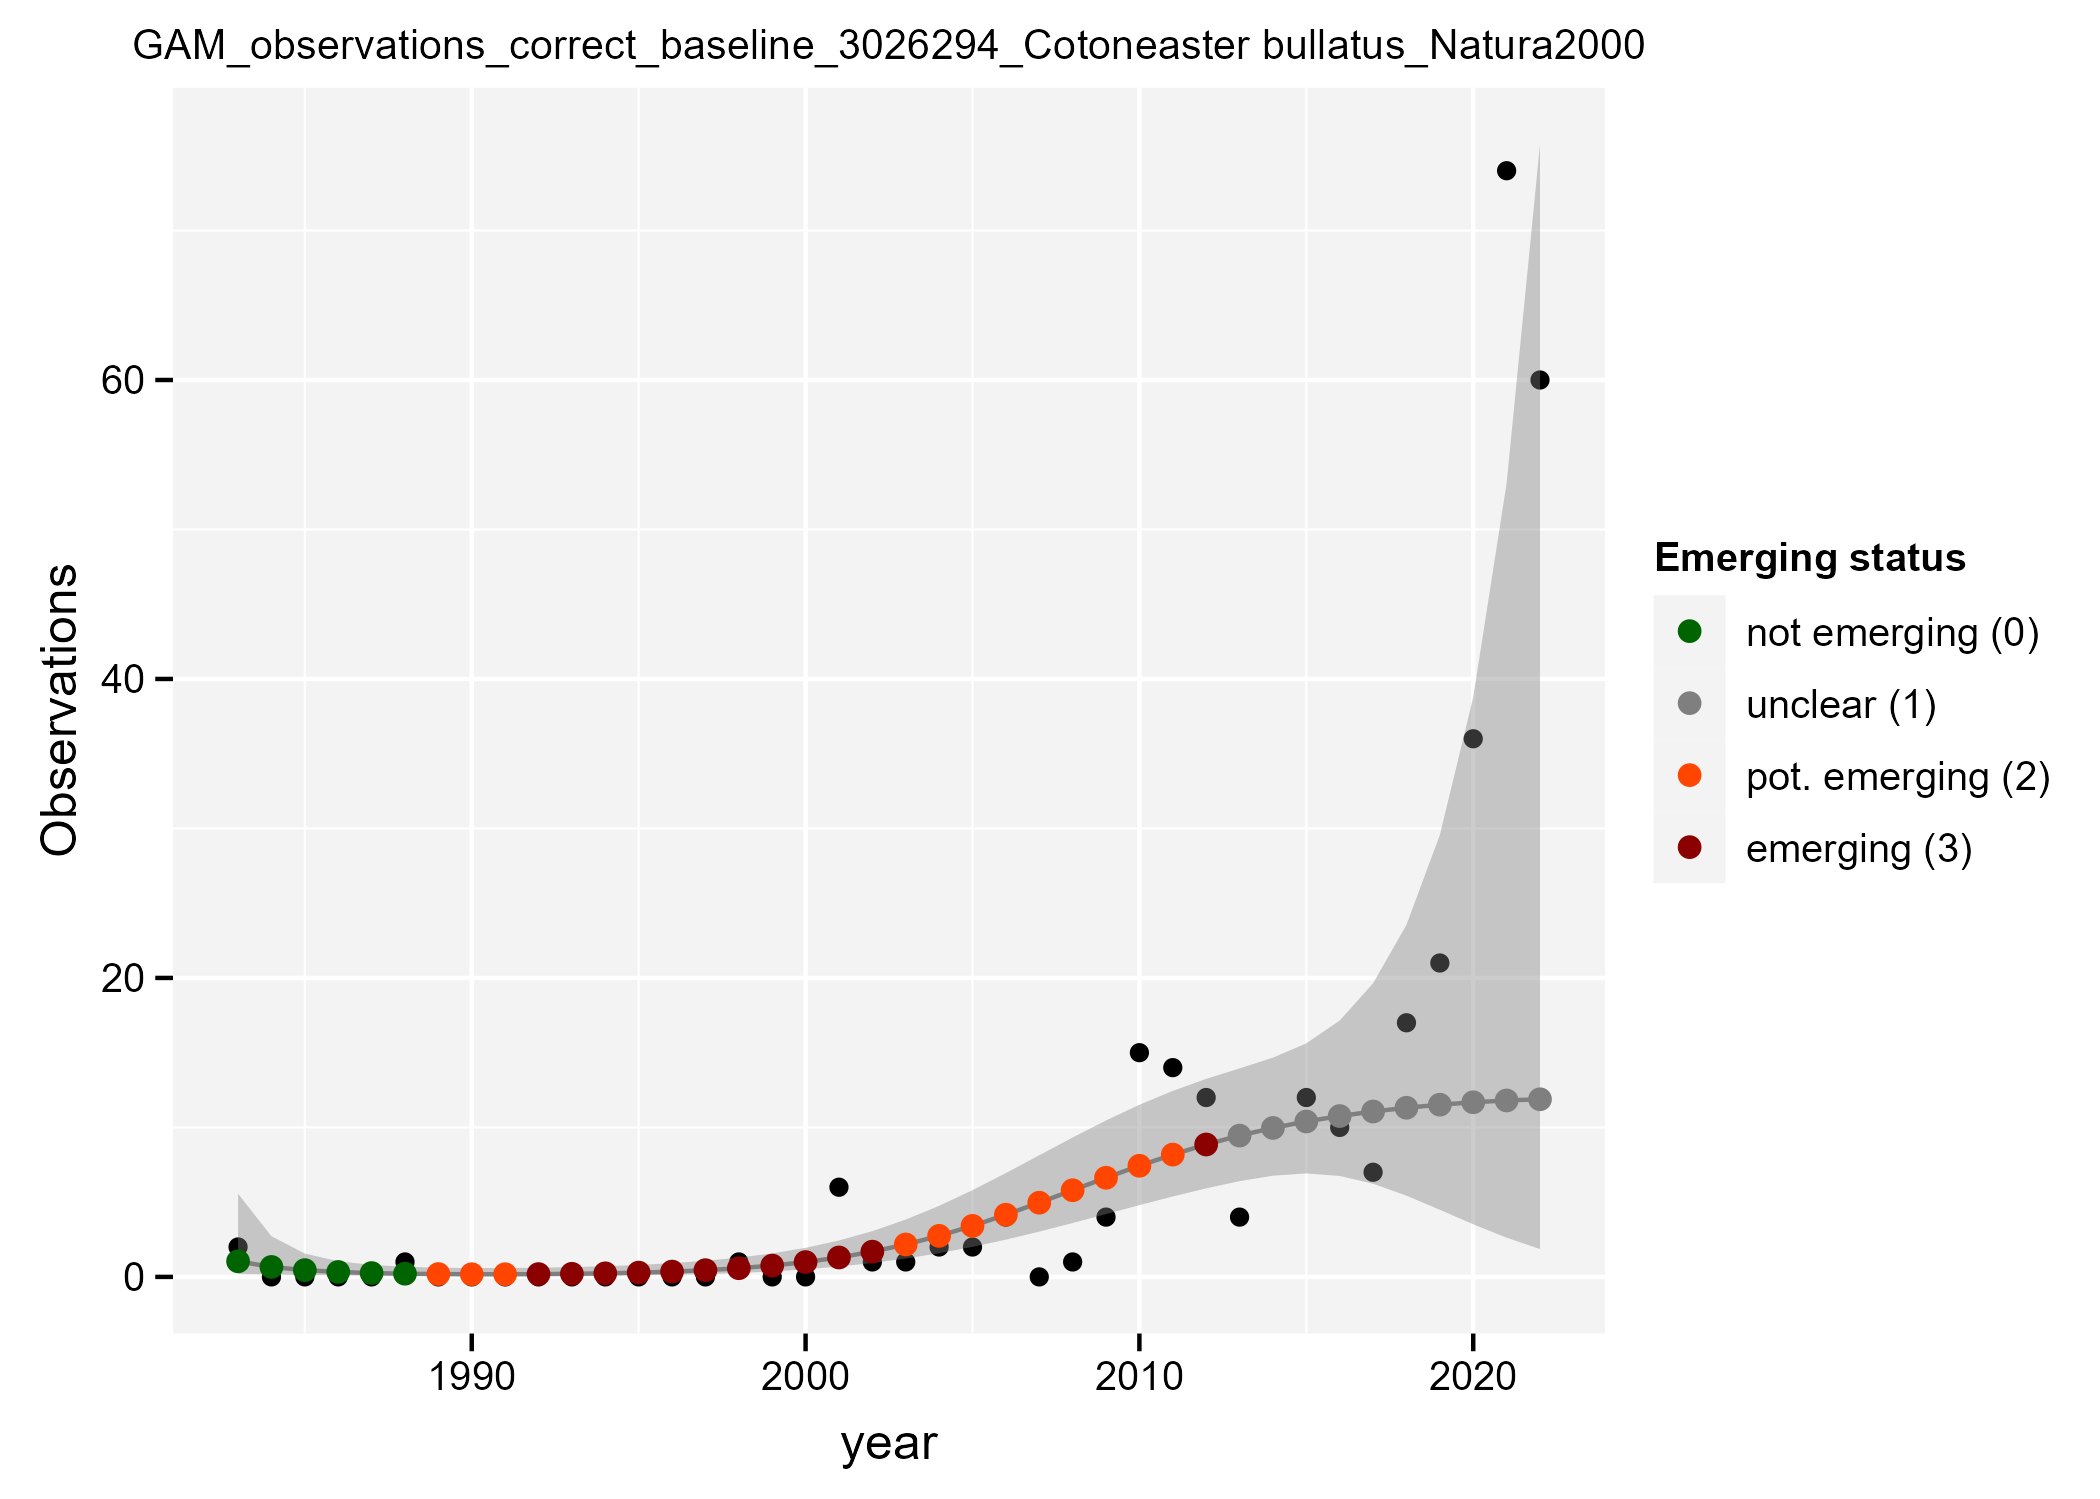 GAM_observations_correct_baseline_3026294_Cotoneaster bullatus_Natura2000
Observations
60
40
20
0
1990
2000
2010
2020
year
Emerging status
not emerging (0)
unclear (1)
pot. emerging (2)
emerging (3)